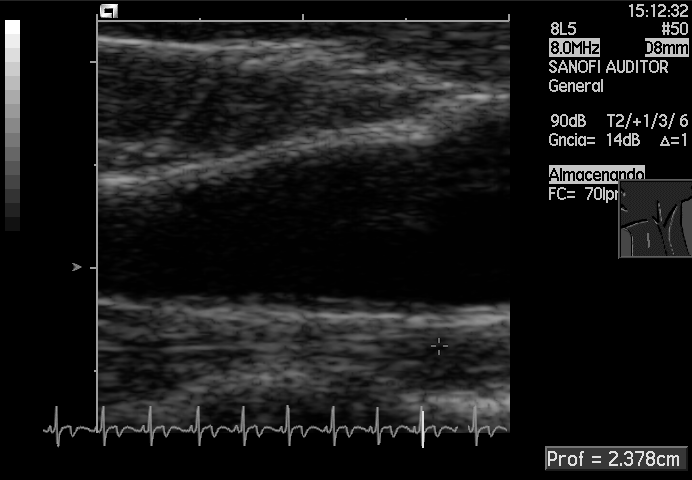 15:12:32
8L5 #50
8.0MHz D8mm
SANOFI AUDITOR
General
90dB T2/+1/3/ 6
Gncia= 14dB Δ=1
Almacenando
FC= 70lpm
Prof = 2.378cm